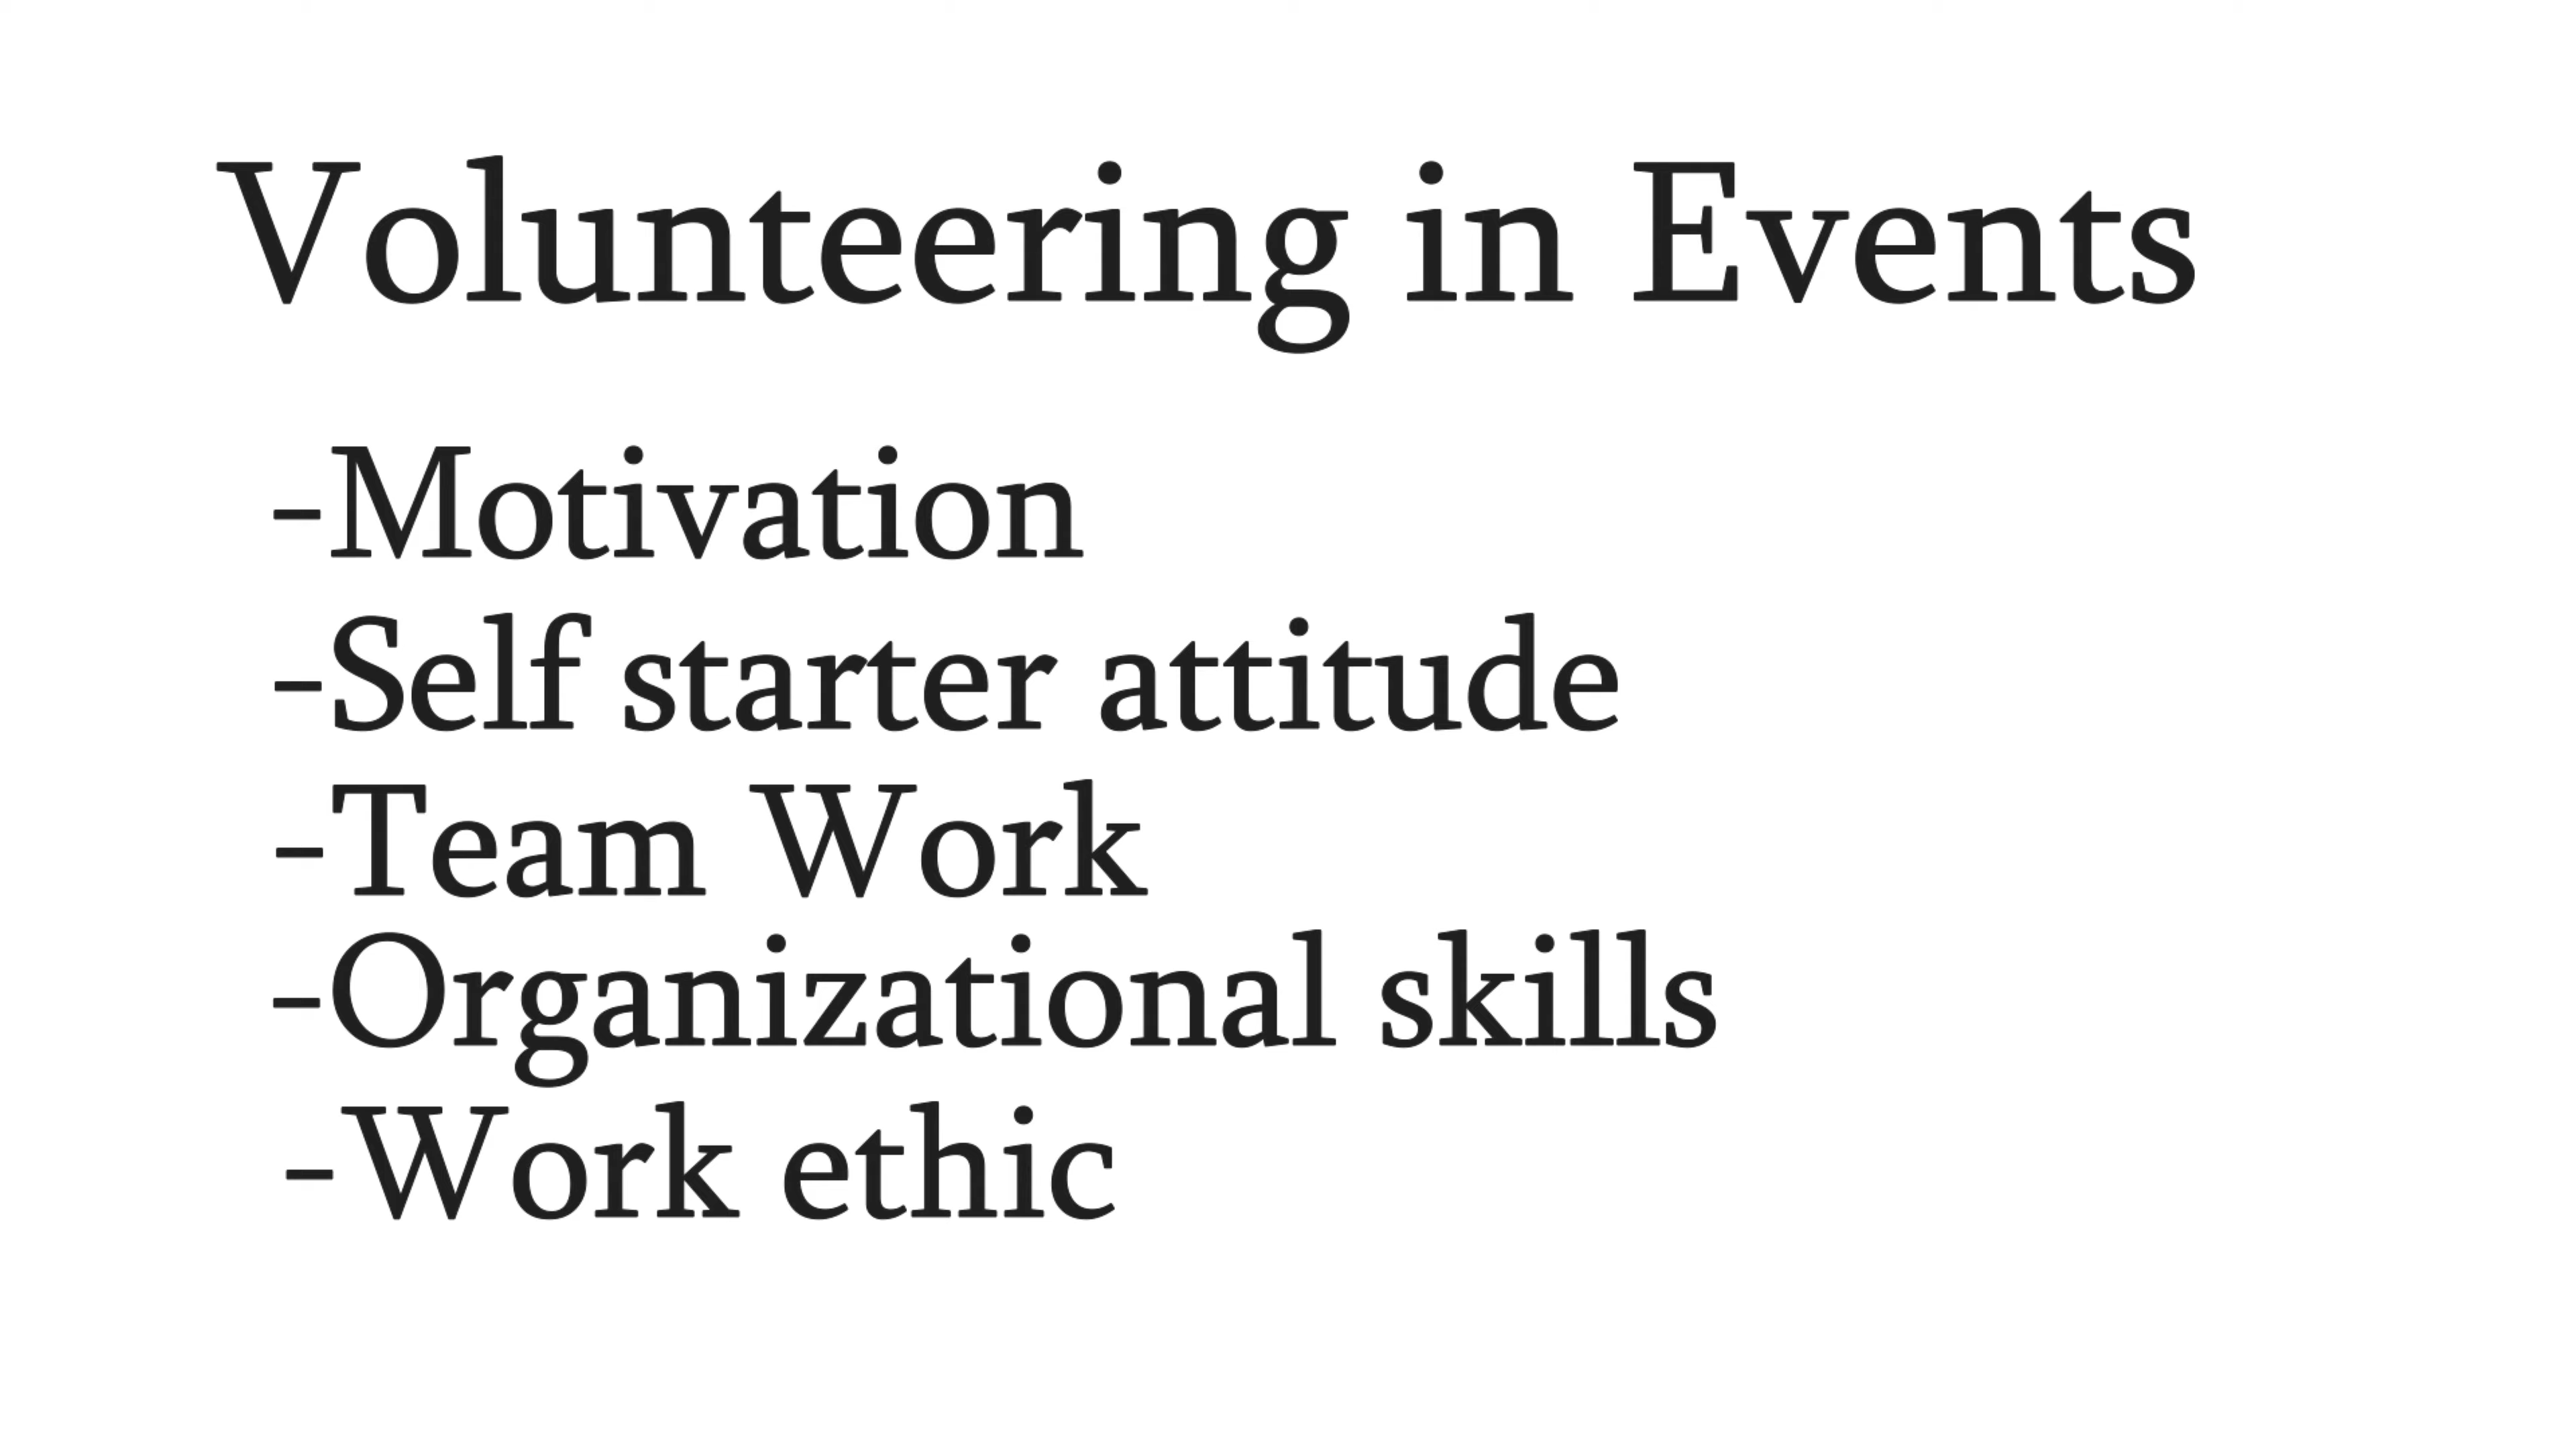 Volunteering in Events
-Motivation
-Self starter attitude
-Team Work
-Organizational skills
-Work ethic